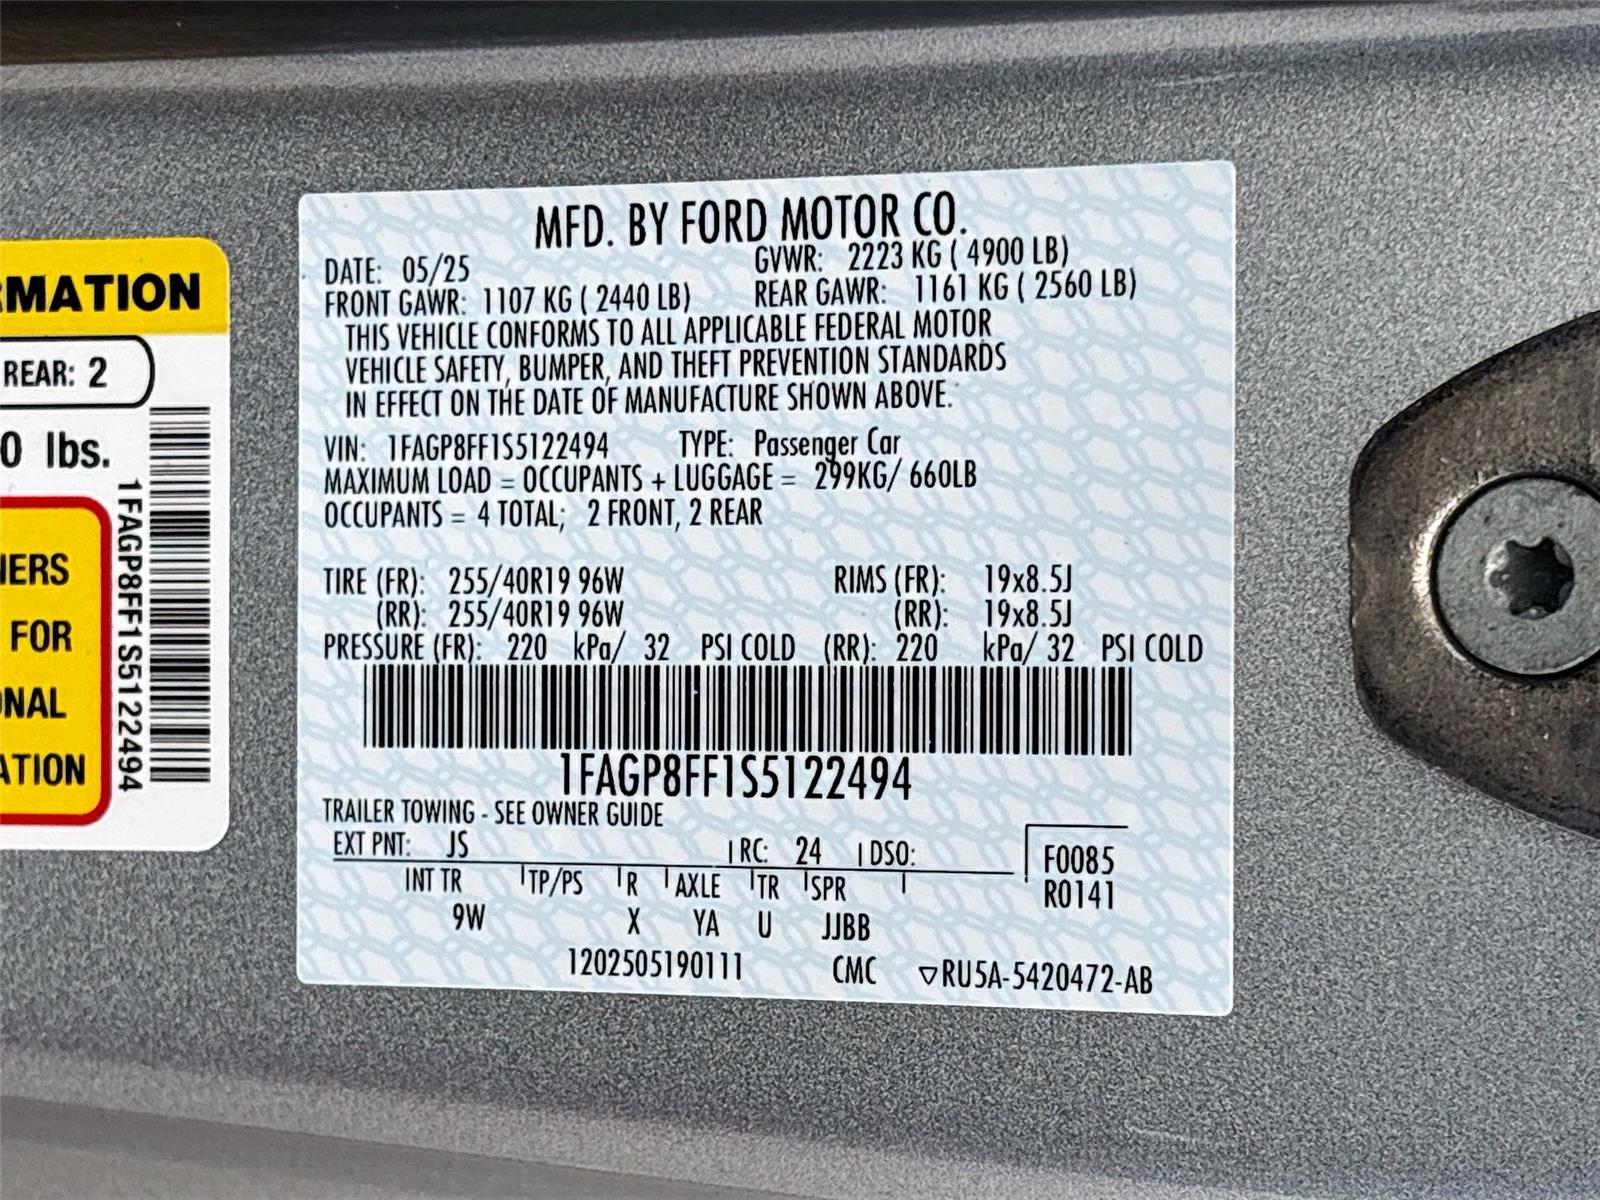 RMATION
REAR: 2
0 lbs.
1FAGP8FF1S5122494
NERS
FOR
ONAL
ATION
MFD. BY FORD MOTOR CO.
DATE: 05/25 GVWR: 2223 KG ( 4900 LB)
FRONT GAWR: 1107 KG ( 2440 LB) REAR GAWR: 1161 KG ( 2560 LB)
THIS VEHICLE CONFORMS TO ALL APPLICABLE FEDERAL MOTOR
VEHICLE SAFETY, BUMPER, AND THEFT PREVENTION STANDARDS
IN EFFECT ON THE DATE OF MANUFACTURE SHOWN ABOVE.
VIN: 1FAGP8FF1S5122494 TYPE: Passenger Car
MAXIMUM LOAD = OCCUPANTS + LUGGAGE = 299KG/ 660LB
OCCUPANTS = 4 TOTAL; 2 FRONT, 2 REAR
TIRE (FR): 255/40R19 96W RIMS (FR): 19x8.5J
(RR): 255/40R19 96W (RR): 19x8.5J
PRESSURE (FR): 220 kPa/ 32 PSI COLD (RR): 220 kPa/ 32 PSI COLD
1FAGP8FF1S5122494
TRAILER TOWING - SEE OWNER GUIDE
EXT PNT: JS RC: 24 DSO: F0085
INT TR TP/PS R AXLE TR SPR R0141
9W X YA U JJBB
1202505190111 CMC ▽RU5A-5420472-AB